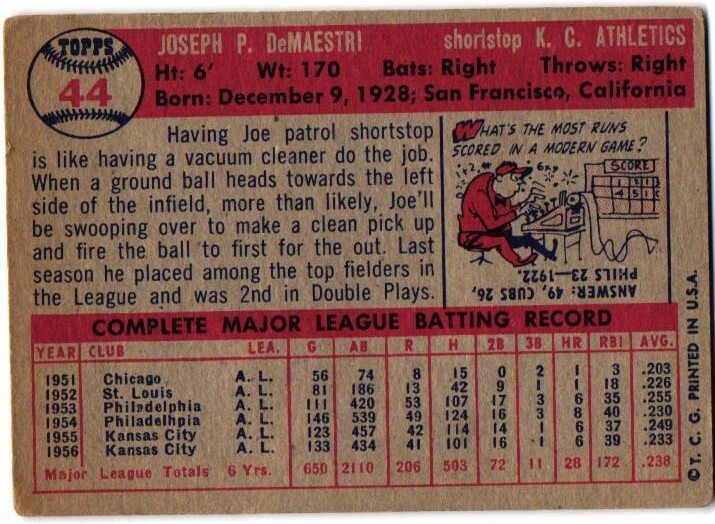 TOPPS
44
JOSEPH P. DeMAESTRI shortstop K. C. ATHLETICS
Ht: 6' Wt: 170 Bats: Right Throws: Right
Born: December 9, 1928; San Francisco, California
Having Joe patrol shortstop
is like having a vacuum cleaner do the job.
When a ground ball heads towards the left
side of the infield, more than likely, Joe'll
be swooping over to make a clean pick up
and fire the ball to first for the out. Last
season he placed among the top fielders in
the League and was 2nd in Double Plays.
WHAT'S THE MOST RUNS
SCORED IN A MODERN GAME?
SCORE
ANSWER: 49, CUBS 26,
PHILS 23—1922.
COMPLETE MAJOR LEAGUE BATTING RECORD
YEAR CLUB LEA. G AB R H 2B 3B HR RBI AVG.
1951 Chicago A. L. 56 74 8 15 0 2 1 3 .203
1952 St. Louis A. L. 81 186 13 42 9 1 1 18 .226
1953 Philadelphia A. L. 111 420 53 107 17 3 6 35 .255
1954 Philadelhpia A. L. 146 539 49 124 16 3 8 40 .230
1955 Kansas City A. L. 123 457 42 114 14 1 6 37 .249
1956 Kansas City A. L. 133 434 41 101 16 1 6 39 .233
Major League Totals 6 Yrs. 650 2110 206 503 72 11 28 172 .238
© T. C. G. PRINTED IN U.S.A.